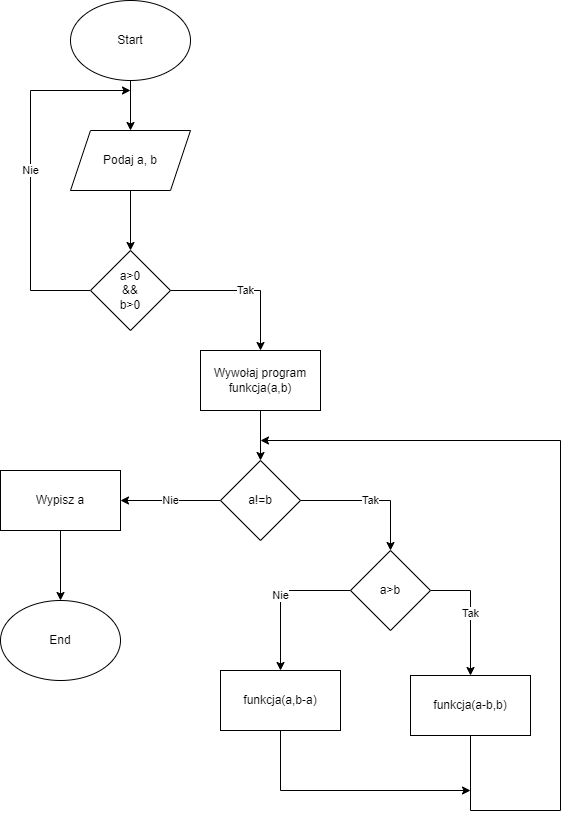 Start
Podaj a, b
Nie
a>0
&&
b>0
Tak
Wywołaj program
funkcja(a,b)
Wypisz a
Nie
a!=b
Tak
a>b
Nie
Tak
funkcja(a,b-a)
funkcja(a-b,b)
End